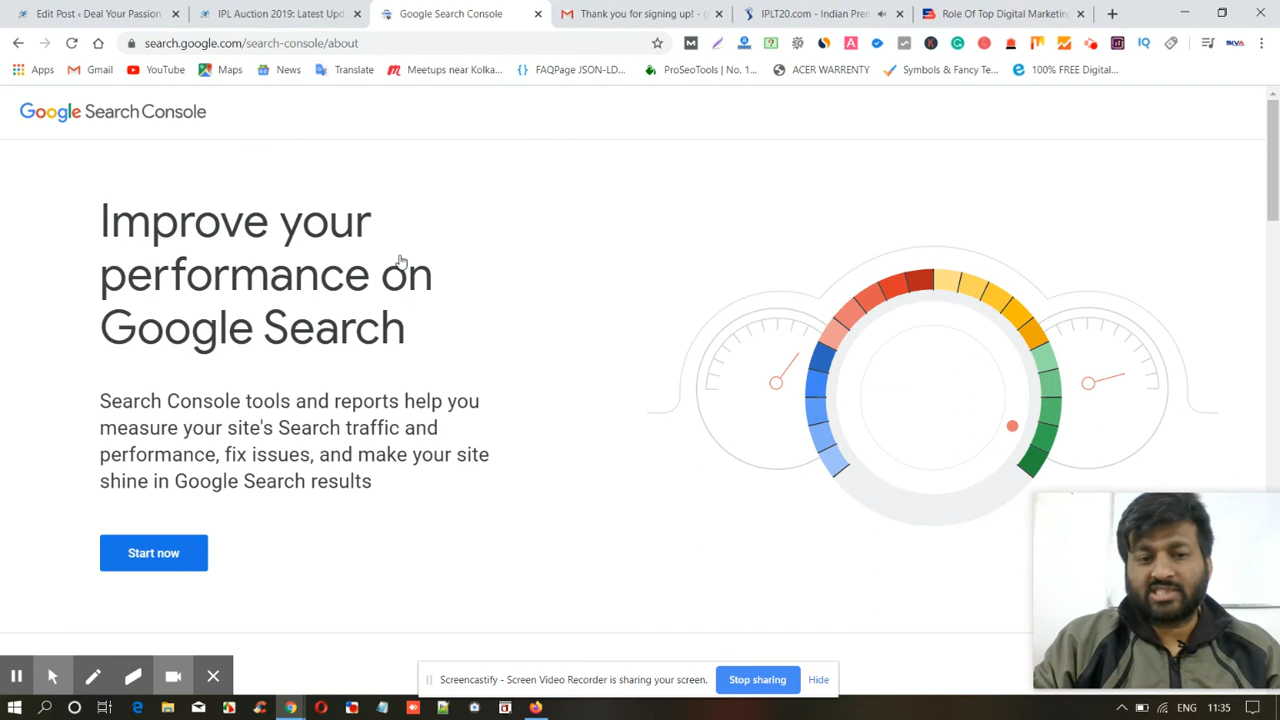 Edit Post ‹ Deal Your Passion
IPL Auction 2019: Latest Upd
Google Search Console
Thank you for signing up! - g
IPLT20.com - Indian Prem
Role Of Top Digital Marketing
search.google.com/search-console/about
Apps
Gmail
YouTube
Maps
News
Translate
Meetups near Kolka...
FAQPage JSON-LD...
ProSeoTools | No. 1...
ACER WARRENTY
Symbols & Fancy Te...
100% FREE Digital...
Google Search Console
Improve your
performance on
Google Search
Search Console tools and reports help you
measure your site's Search traffic and
performance, fix issues, and make your site
shine in Google Search results
Start now
Screencastify - Screen Video Recorder is sharing your screen.
Stop sharing
Hide
ENG
11:35